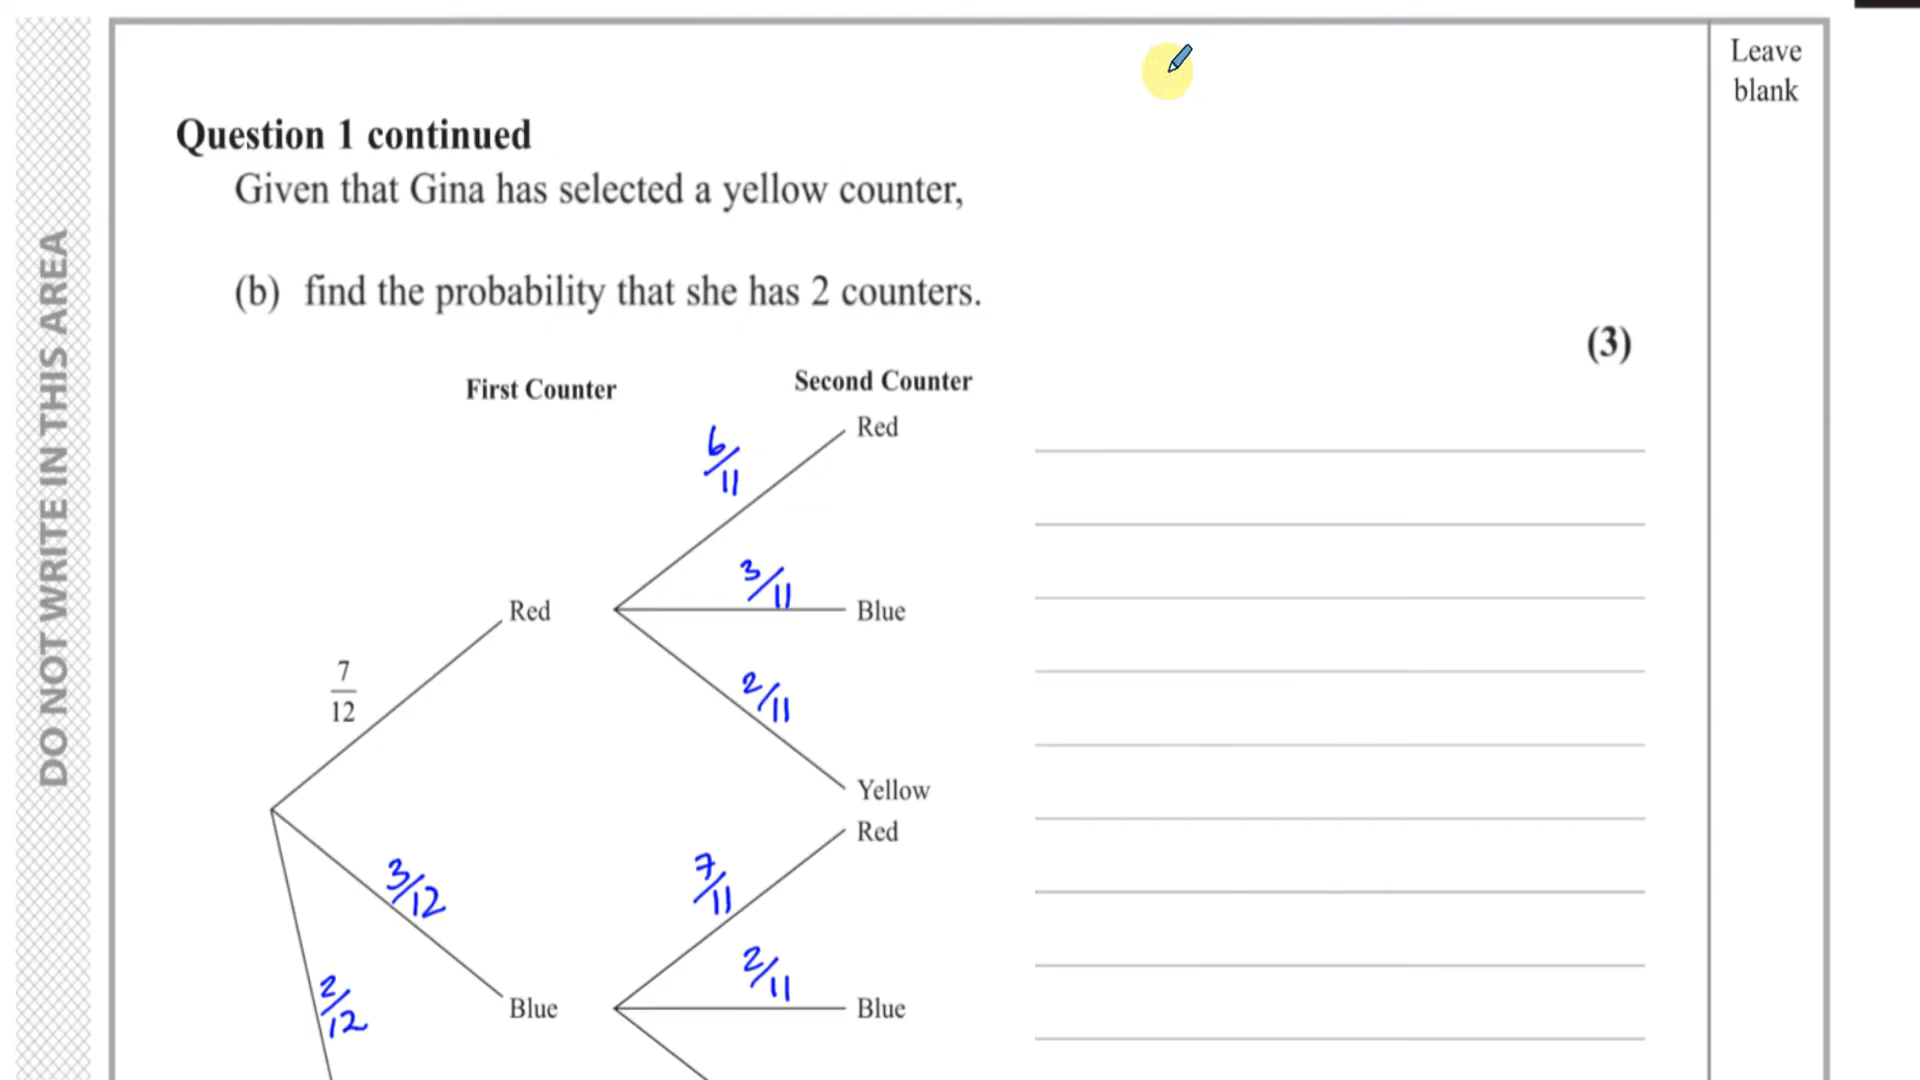 Leave
blank
DO NOT WRITE IN THIS AREA
Question 1 continued
Given that Gina has selected a yellow counter,
(b) find the probability that she has 2 counters.
(3)
First Counter
Second Counter
Red
6/11
3/11
Red
Blue
7
12
2/11
Yellow
Red
3/12
7/11
2/11
2/12
Blue
Blue